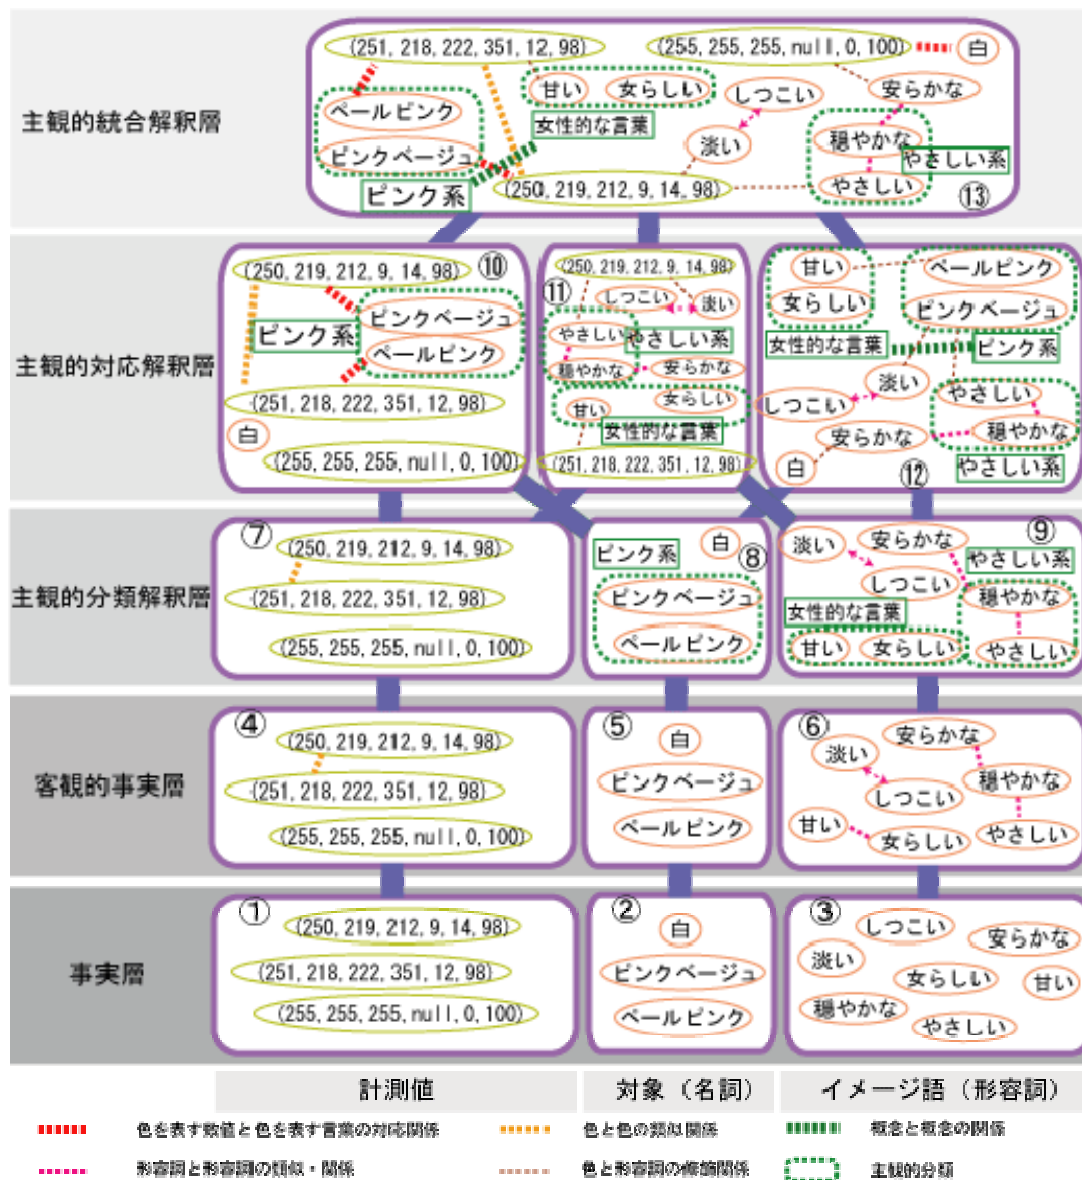 主観的統合解釈層
(251, 218, 222, 351, 12, 98)
(255, 255, 255, null, 0, 100)
白
ペールピンク
甘い
女らしい
しつこい
安らかな
女性的な言葉
淡い
穏やかな
ピンクベージュ
やさしい系
ピンク系
(250, 219, 212, 9, 14, 98)
やさしい
⑬
主観的対応解釈層
(250, 219, 212, 9, 14, 98)
⑩
ピンクベージュ
ピンク系
ペールピンク
(251, 218, 222, 351, 12, 98)
白
(255, 255, 255, null, 0, 100)
(250, 219, 212, 9, 14, 98)
⑪
しつこい
淡い
やさしい
やさしい系
穏やかな
安らかな
甘い
女らしい
女性的な言葉
(251, 218, 222, 351, 12, 98)
甘い
ペールピンク
女らしい
ピンクベージュ
女性的な言葉
ピンク系
淡い
やさしい
しつこい
安らかな
穏やかな
白
やさしい系
⑫
主観的分類解釈層
⑦
(250, 219, 212, 9, 14, 98)
(251, 218, 222, 351, 12, 98)
(255, 255, 255, null, 0, 100)
白
ピンク系
⑧
ピンクベージュ
ペールピンク
淡い
安らかな
⑨
やさしい系
しつこい
穏やかな
女性的な言葉
甘い
女らしい
やさしい
客観的事実層
④
(250, 219, 212, 9, 14, 98)
(251, 218, 222, 351, 12, 98)
(255, 255, 255, null, 0, 100)
⑤
白
ピンクベージュ
ペールピンク
⑥
安らかな
淡い
穏やかな
しつこい
甘い
女らしい
やさしい
事実層
①
(250, 219, 212, 9, 14, 98)
(251, 218, 222, 351, 12, 98)
(255, 255, 255, null, 0, 100)
②
白
ピンクベージュ
ペールピンク
③
しつこい
安らかな
淡い
女らしい
甘い
穏やかな
やさしい
計測値
対象（名詞）
イメージ語（形容詞）
色を表す数値と色を表す言葉の対応関係
色と色の類似関係
概念と概念の関係
形容詞と形容詞の類似・関係
色と形容詞の修飾関係
主観的分類